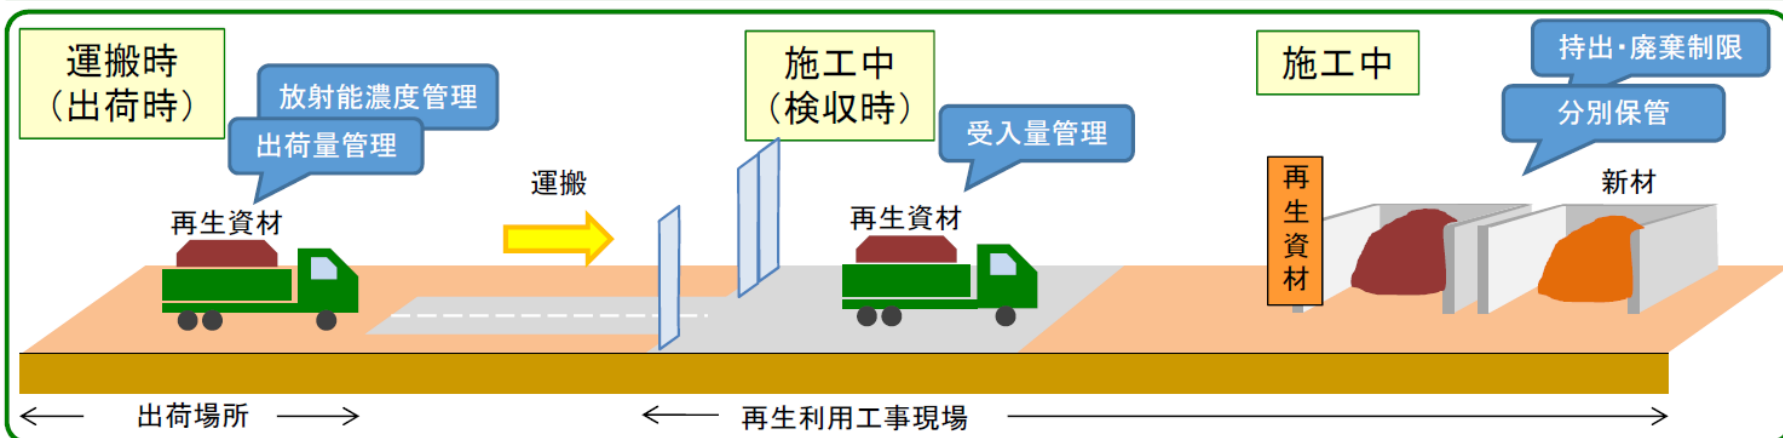 運搬時
（出荷時）
放射能濃度管理
出荷量管理
再生資材
運搬
施工中
（検収時）
受入量管理
再生資材
施工中
持出・廃棄制限
分別保管
再生資材
新材
出荷場所
再生利用工事現場